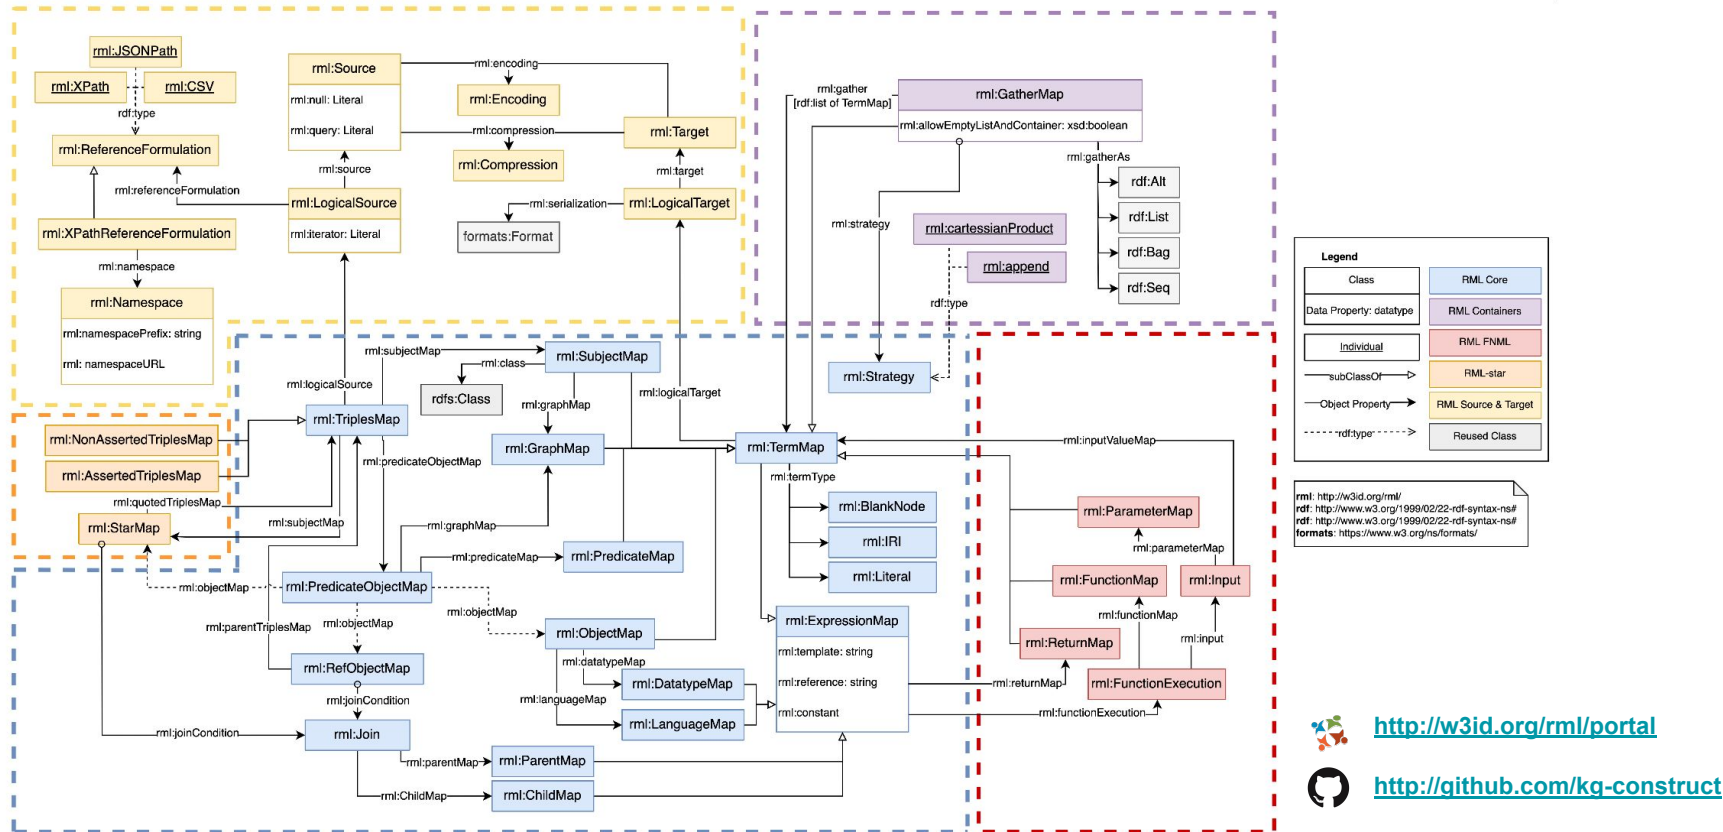 rml:JSONPath
rml:XPath
rml:CSV
rdf:type
rml:ReferenceFormulation
rml:referenceFormulation
rml:XPathReferenceFormulation
rml:namespace
rml:Namespace
rml:namespacePrefix: string
rml: namespaceURL
rml:Source
rml:null: Literal
rml:query: Literal
rml:source
rml:LogicalSource
rml:iterator: Literal
rml:encoding
rml:Encoding
rml:compression
rml:Compression
rml:Target
rml:target
rml:LogicalTarget
rml:serialization
formats:Format
rml:gather
[rdf:list of TermMap]
rml:GatherMap
rml:allowEmptyListAndContainer: xsd:boolean
rml:gatherAs
rdf:Alt
rdf:List
rdf:Bag
rdf:Seq
rml:strategy
rml:cartessianProduct
rml:append
rdf:type
rml:Strategy
Legend
Class
Data Property: datatype
Individual
subClassOf
Object Property
rdf:type
RML Core
RML Containers
RML FNML
RML-star
RML Source & Target
Reused Class
rml: http://w3id.org/rml/
rdf: http://www.w3.org/1999/02/22-rdf-syntax-ns#
rdf: http://www.w3.org/1999/02/22-rdf-syntax-ns#
formats: https://www.w3.org/ns/formats/
rml:logicalSource
rml:subjectMap
rml:class
rdfs:Class
rml:SubjectMap
rml:graphMap
rml:GraphMap
rml:logicalTarget
rml:TriplesMap
rml:predicateObjectMap
rml:NonAssertedTriplesMap
rml:AssertedTriplesMap
rml:quotedTriplesMap
rml:StarMap
rml:subjectMap
rml:graphMap
rml:predicateMap
rml:PredicateMap
rml:objectMap
rml:PredicateObjectMap
rml:objectMap
rml:objectMap
rml:parentTriplesMap
rml:RefObjectMap
rml:joinCondition
rml:joinCondition
rml:Join
rml:parentMap
rml:ParentMap
rml:ChildMap
rml:ChildMap
rml:ObjectMap
rml:datatypeMap
rml:DatatypeMap
rml:languageMap
rml:LanguageMap
rml:TermMap
rml:termType
rml:BlankNode
rml:IRI
rml:Literal
rml:ExpressionMap
rml:template: string
rml:reference: string
rml:constant
rml:inputValueMap
rml:ParameterMap
rml:parameterMap
rml:FunctionMap
rml:Input
rml:functionMap
rml:input
rml:ReturnMap
rml:returnMap
rml:FunctionExecution
rml:functionExecution
http://w3id.org/rml/portal
http://github.com/kg-construct